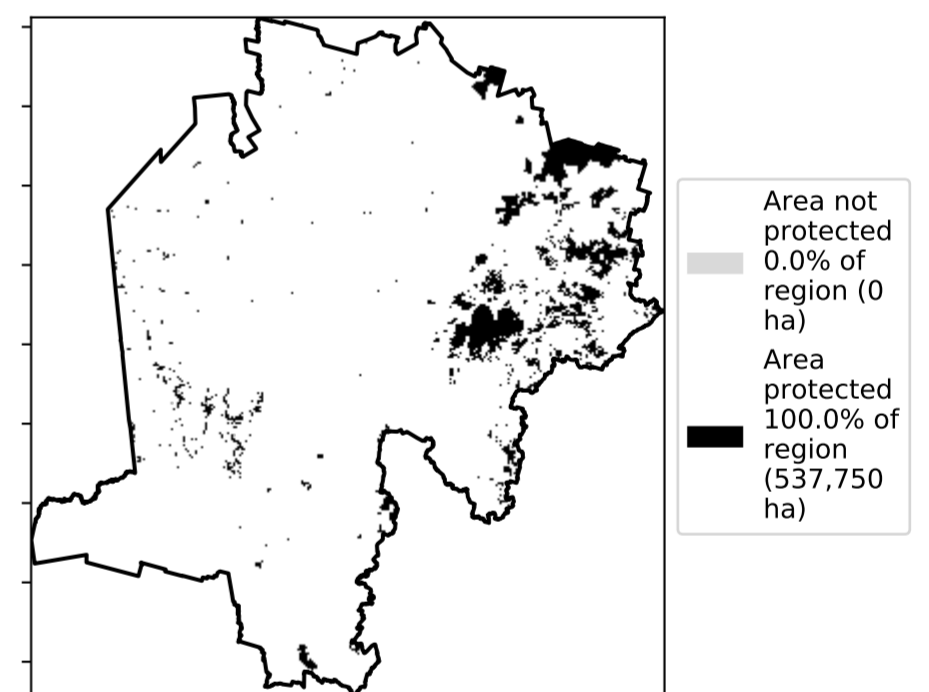 Area not
protected
0.0% of
region (0
ha)
Area
protected
100.0% of
region
(537,750
ha)